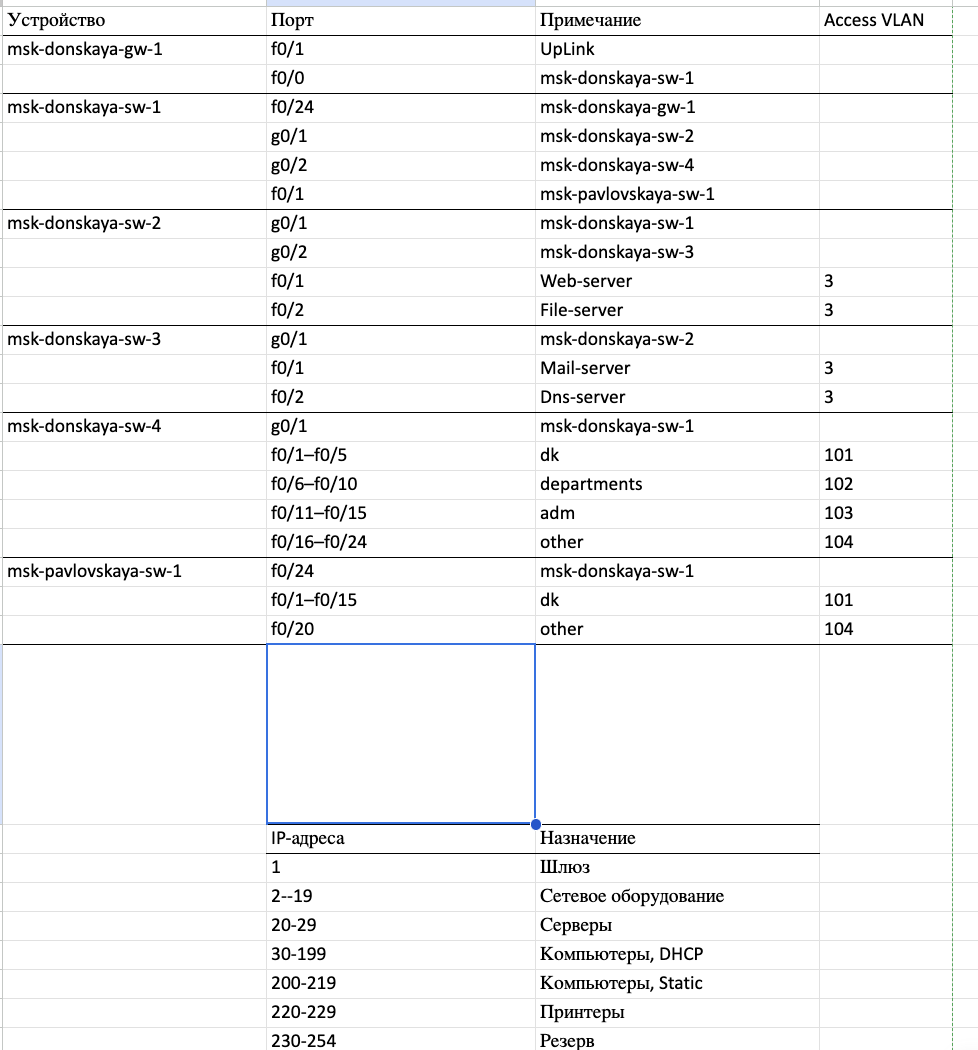 Устройство Порт Примечание Access VLAN
msk-donskaya-gw-1 f0/1 UpLink
f0/0 msk-donskaya-sw-1
msk-donskaya-sw-1 f0/24 msk-donskaya-gw-1
g0/1 msk-donskaya-sw-2
g0/2 msk-donskaya-sw-4
f0/1 msk-pavlovskaya-sw-1
msk-donskaya-sw-2 g0/1 msk-donskaya-sw-1
g0/2 msk-donskaya-sw-3
f0/1 Web-server 3
f0/2 File-server 3
msk-donskaya-sw-3 g0/1 msk-donskaya-sw-2
f0/1 Mail-server 3
f0/2 Dns-server 3
msk-donskaya-sw-4 g0/1 msk-donskaya-sw-1
f0/1–f0/5 dk 101
f0/6–f0/10 departments 102
f0/11–f0/15 adm 103
f0/16–f0/24 other 104
msk-pavlovskaya-sw-1 f0/24 msk-donskaya-sw-1
f0/1–f0/15 dk 101
f0/20 other 104
IP-адреса Назначение
1 Шлюз
2--19 Сетевое оборудование
20-29 Серверы
30-199 Компьютеры, DHCP
200-219 Компьютеры, Static
220-229 Принтеры
230-254 Резерв